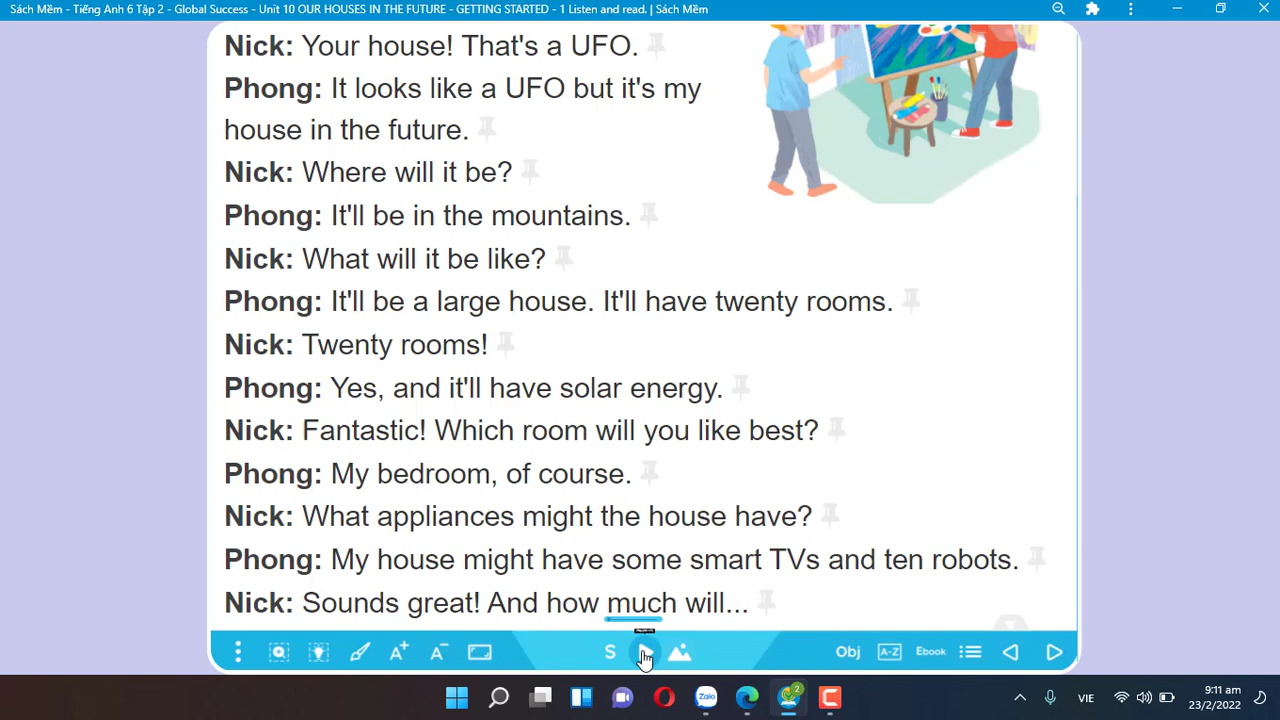 Sách Mềm - Tiếng Anh 6 Tập 2 - Global Success - Unit 10 OUR HOUSES IN THE FUTURE - GETTING STARTED - 1 Listen and read. | Sách Mềm
Nick: Your house! That's a UFO.
Phong: It looks like a UFO but it's my
house in the future.
Nick: Where will it be?
Phong: It'll be in the mountains.
Nick: What will it be like?
Phong: It'll be a large house. It'll have twenty rooms.
Nick: Twenty rooms!
Phong: Yes, and it'll have solar energy.
Nick: Fantastic! Which room will you like best?
Phong: My bedroom, of course.
Nick: What appliances might the house have?
Phong: My house might have some smart TVs and ten robots.
Nick: Sounds great! And how much will...
A+ A- S Obj A-Z Ebook
Zalo 2 VIE 9:11 am
23/2/2022